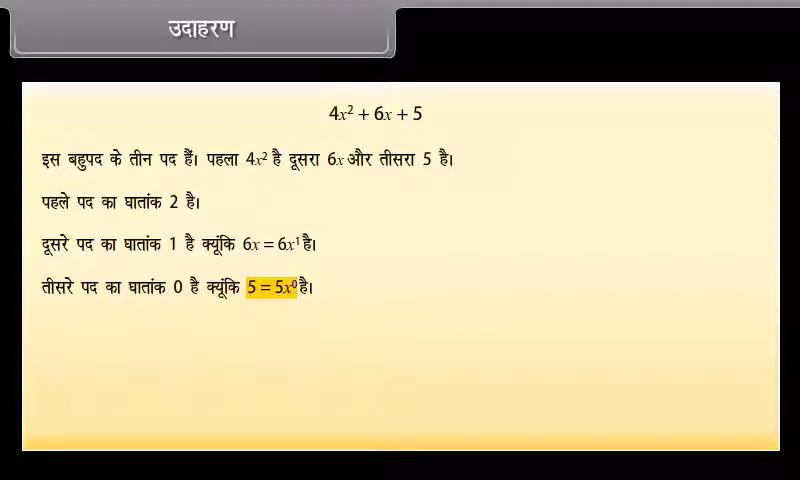 उदाहरण
4x² + 6x + 5
इस बहुपद के तीन पद हैं। पहला 4x² है दूसरा 6x और तीसरा 5 है।
पहले पद का घातांक 2 है।
दूसरे पद का घातांक 1 है क्यूंकि 6x = 6x¹ है।
तीसरे पद का घातांक 0 है क्यूंकि 5 = 5x⁰ है।